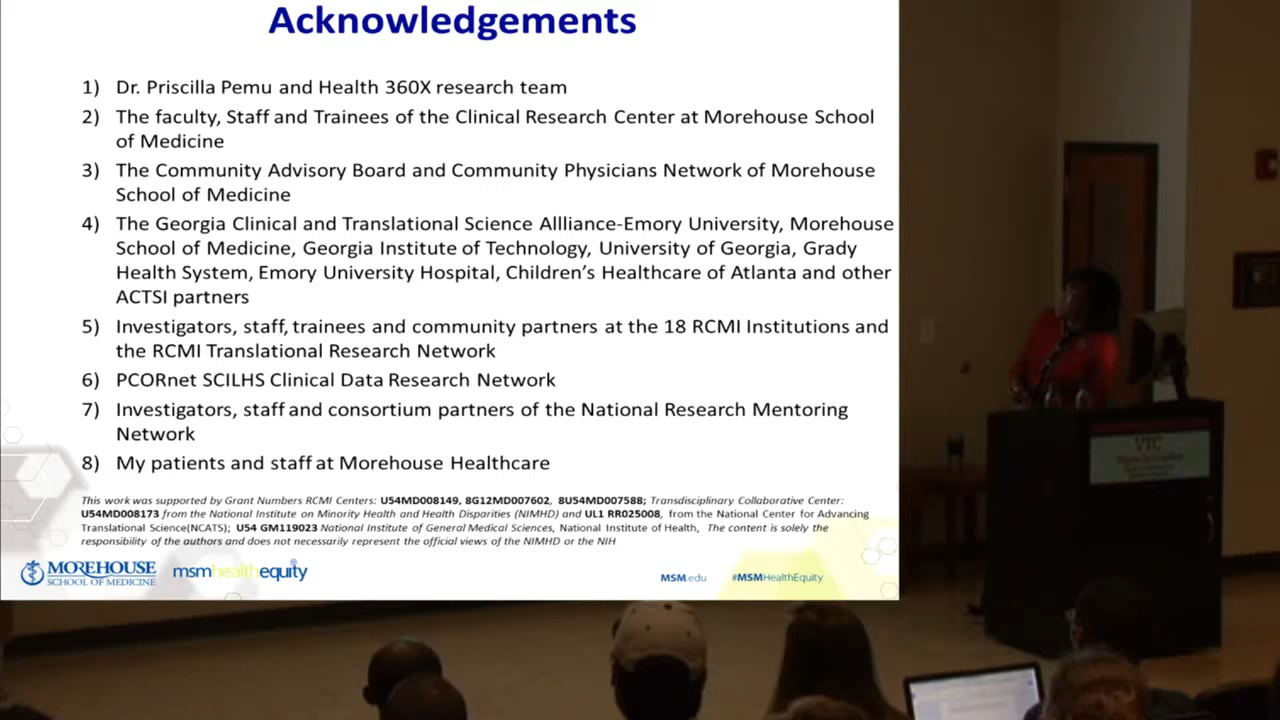 Acknowledgements
1) Dr. Priscilla Pemu and Health 360X research team
2) The faculty, Staff and Trainees of the Clinical Research Center at Morehouse School
of Medicine
3) The Community Advisory Board and Community Physicians Network of Morehouse
School of Medicine
4) The Georgia Clinical and Translational Science Allliance-Emory University, Morehouse
School of Medicine, Georgia Institute of Technology, University of Georgia, Grady
Health System, Emory University Hospital, Children's Healthcare of Atlanta and other
ACTSI partners
5) Investigators, staff, trainees and community partners at the 18 RCMI Institutions and
the RCMI Translational Research Network
6) PCORnet SCILHS Clinical Data Research Network
7) Investigators, staff and consortium partners of the National Research Mentoring
Network
8) My patients and staff at Morehouse Healthcare
This work was supported by Grant Numbers RCMI Centers: U54MD008149, 8G12MD007602, 8U54MD007588; Transdisciplinary Collaborative Center:
U54MD008173 from the National Institute on Minority Health and Health Disparities (NIMHD) and UL1 RR025008, from the National Center for Advancing
Translational Science(NCATS); U54 GM119023 National Institute of General Medical Sciences, National Institute of Health, The content is solely the
responsibility of the authors and does not necessarily represent the official views of the NIMHD or the NIH
MOREHOUSE
SCHOOL OF MEDICINE
msmhealthequity
MSM.edu
#MSMHealthEquity
VTC